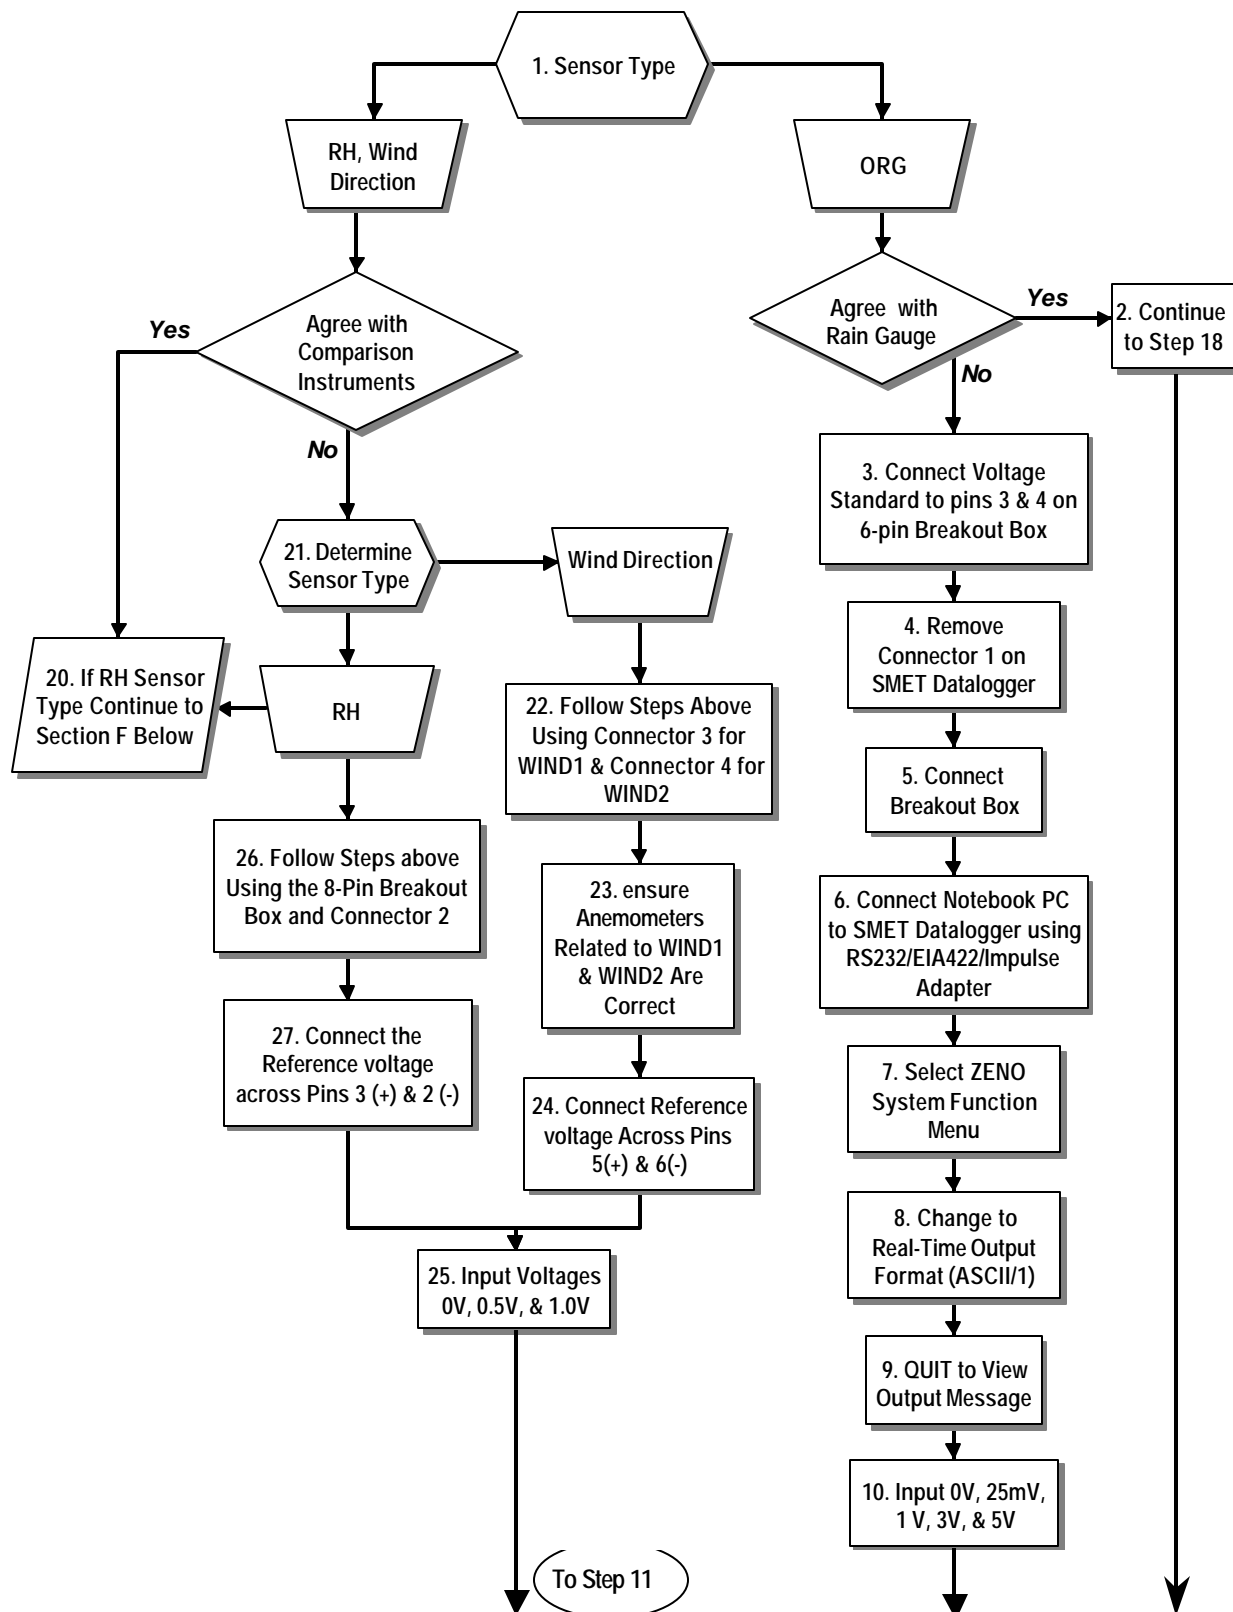 1. Sensor Type
RH, Wind
Direction
ORG
Agree with
Comparison
Instruments
Yes
No
Agree with
Rain Gauge
Yes
No
2. Continue
to Step 18
3. Connect Voltage
Standard to pins 3 & 4 on
6-pin Breakout Box
4. Remove
Connector 1 on
SMET Datalogger
5. Connect
Breakout Box
6. Connect Notebook PC
to SMET Datalogger using
RS232/EIA422/Impulse
Adapter
7. Select ZENO
System Function
Menu
8. Change to
Real-Time Output
Format (ASCII/1)
9. QUIT to View
Output Message
10. Input 0V, 25mV,
1 V, 3V, & 5V
21. Determine
Sensor Type
Wind Direction
20. If RH Sensor
Type Continue to
Section F Below
RH
22. Follow Steps Above
Using Connector 3 for
WIND1 & Connector 4 for
WIND2
23. ensure
Anemometers
Related to WIND1
& WIND2 Are
Correct
24. Connect Reference
voltage Across Pins
5(+) & 6(-)
26. Follow Steps above
Using the 8-Pin Breakout
Box and Connector 2
27. Connect the
Reference voltage
across Pins 3 (+) & 2 (-)
25. Input Voltages
0V, 0.5V, & 1.0V
To Step 11